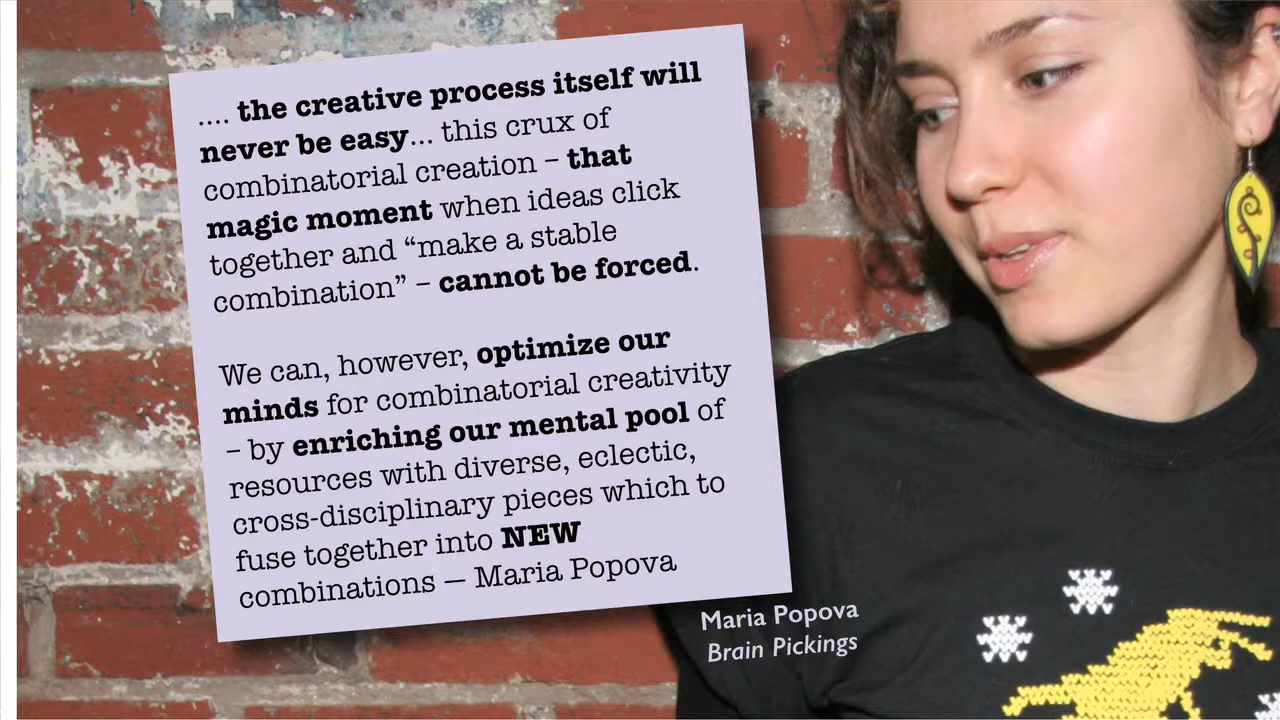 .... the creative process itself will
never be easy... this crux of
combinatorial creation – that
magic moment when ideas click
together and “make a stable
combination” – cannot be forced.
We can, however, optimize our
minds for combinatorial creativity
– by enriching our mental pool of
resources with diverse, eclectic,
cross-disciplinary pieces which to
fuse together into NEW
combinations — Maria Popova
Maria Popova
Brain Pickings